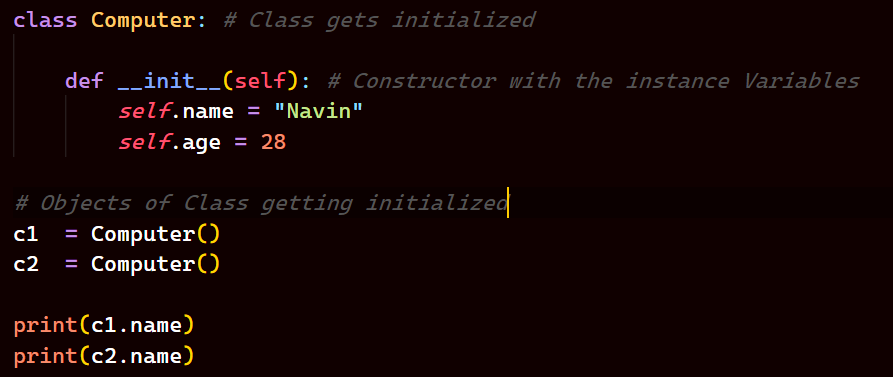 class Computer: # Class gets initialized
def __init__(self): # Constructor with the instance Variables
self.name = "Navin"
self.age = 28
# Objects of Class getting initialized
c1  = Computer()
c2  = Computer()
print(c1.name)
print(c2.name)